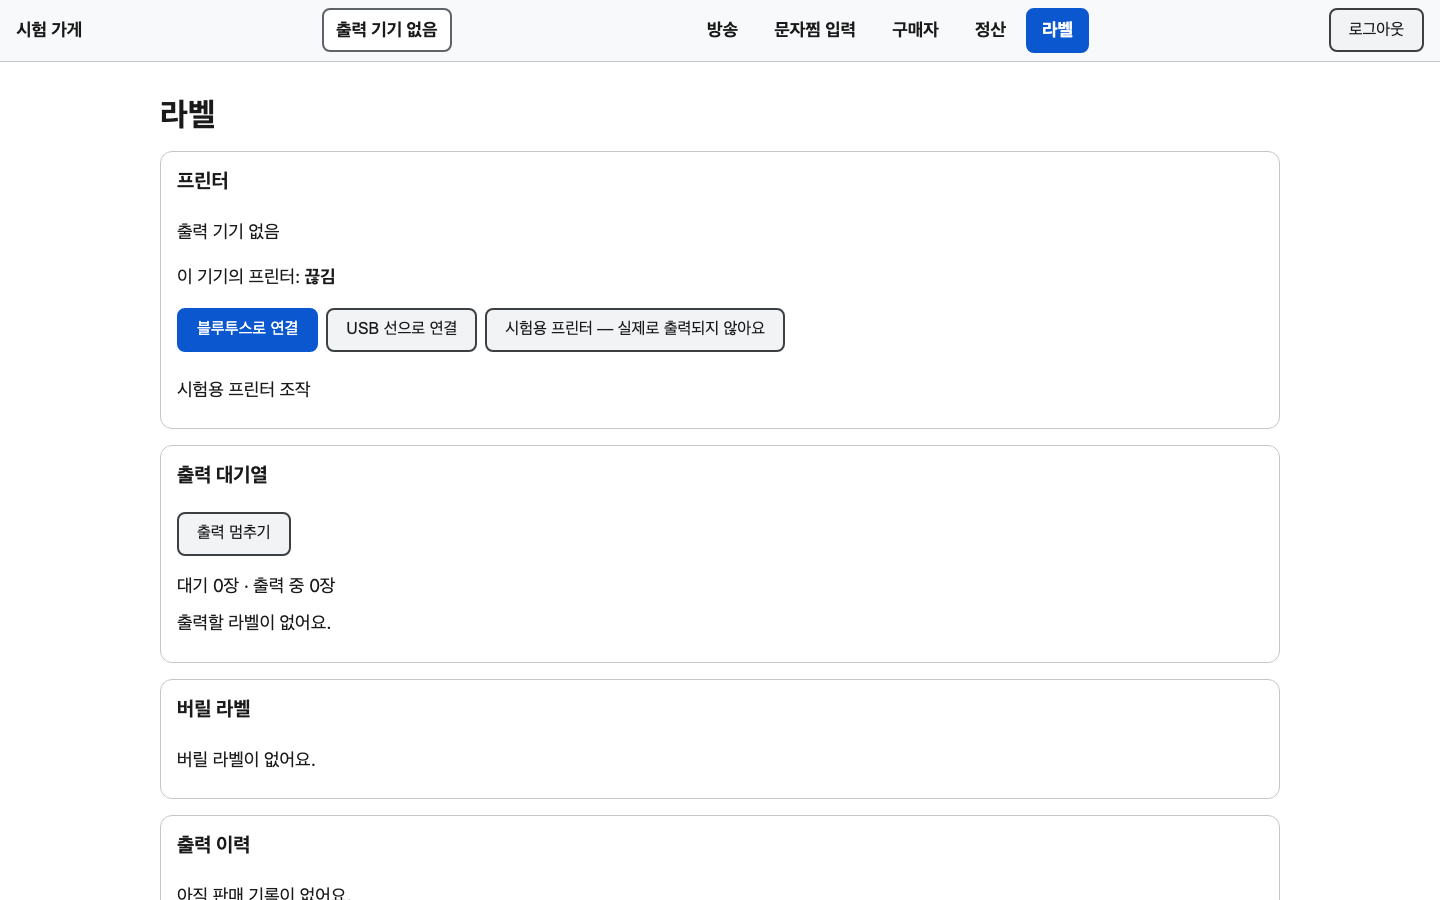 시험 가게
출력 기기 없음
방송
문자찜 입력
구매자
정산
라벨
로그아웃
라벨
프린터
출력 기기 없음
이 기기의 프린터: 끊김
블루투스로 연결
USB 선으로 연결
시험용 프린터 — 실제로 출력되지 않아요
시험용 프린터 조작
출력 대기열
출력 멈추기
대기 0장 · 출력 중 0장
출력할 라벨이 없어요.
버릴 라벨
버릴 라벨이 없어요.
출력 이력
아직 판매 기록이 없어요.